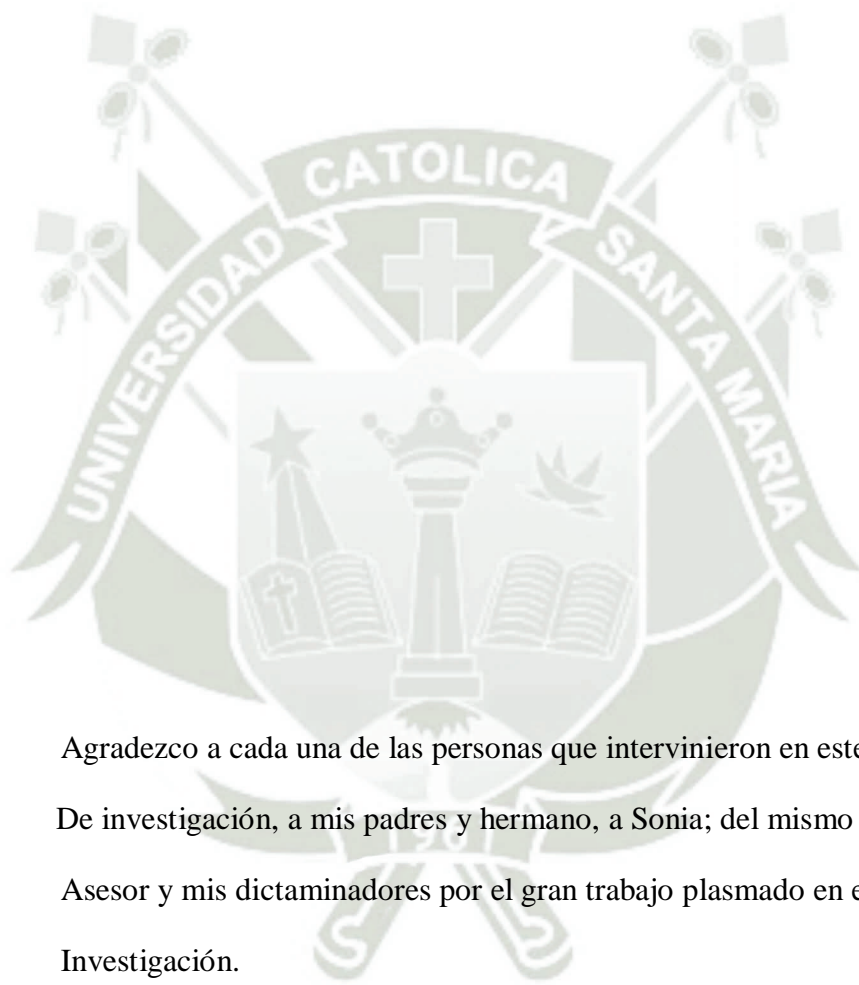 UNIVERSIDAD CATOLICA SANTA MARIA
Agradezco a cada una de las personas que intervinieron en este
De investigación, a mis padres y hermano, a Sonia; del mismo
Asesor y mis dictaminadores por el gran trabajo plasmado en
Investigación.